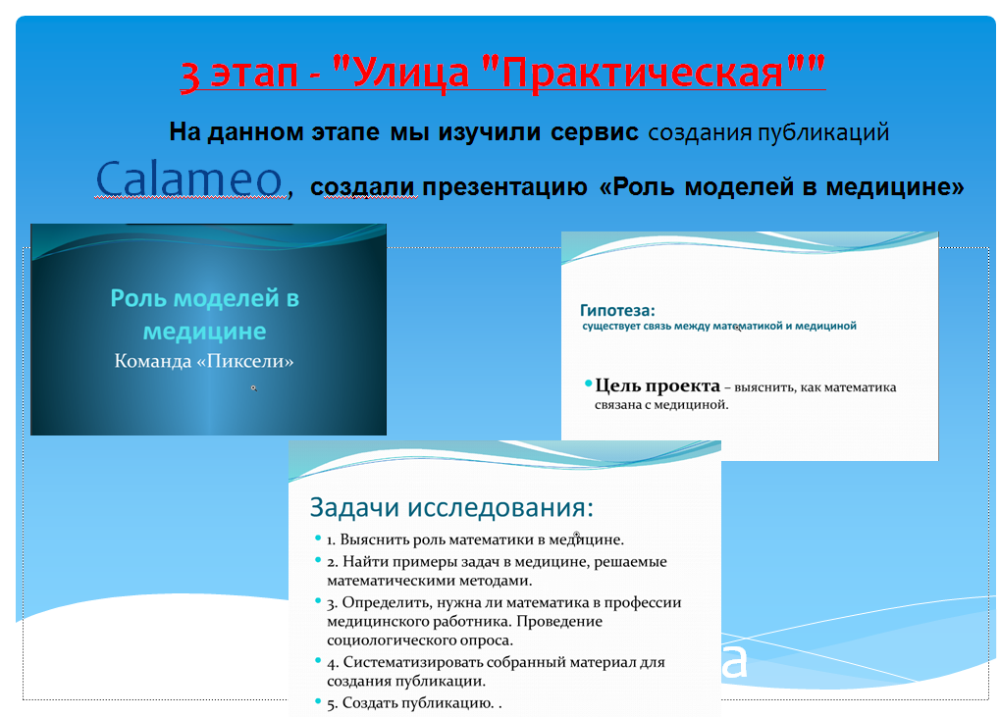 3 этап - "Улица "Практическая""
На данном этапе мы изучили сервис создания публикаций
Calameo, создали презентацию «Роль моделей в медицине»
Роль моделей в
медицине
Команда «Пиксели»
Гипотеза:
существует связь между математикой и медициной
Цель проекта – выяснить, как математика
связана с медициной.
Задачи исследования:
1. Выяснить роль математики в медицине.
2. Найти примеры задач в медицине, решаемые
математическими методами.
3. Определить, нужна ли математика в профессии
медицинского работника. Проведение
социологического опроса.
4. Систематизировать собранный материал для
создания публикации.
5. Создать публикацию. .